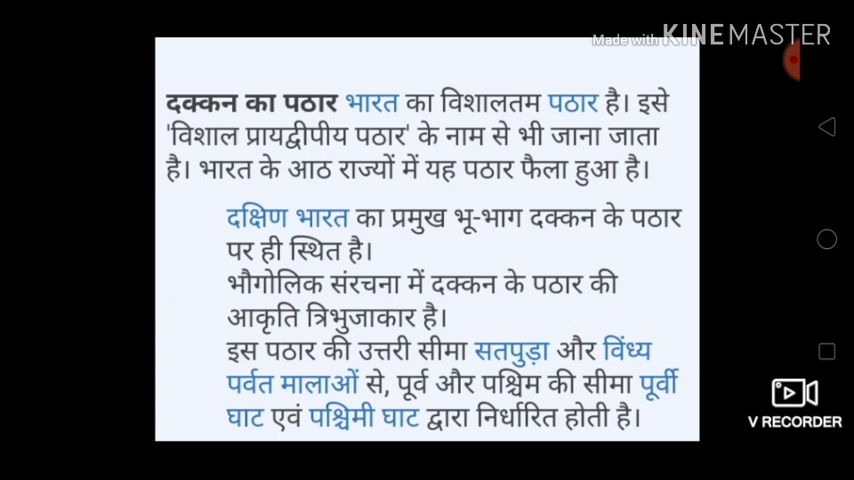 Made with KINEMASTER
दक्कन का पठार भारत का विशालतम पठार है। इसे
'विशाल प्रायद्वीपीय पठार' के नाम से भी जाना जाता
है। भारत के आठ राज्यों में यह पठार फैला हुआ है।
दक्षिण भारत का प्रमुख भू-भाग दक्कन के पठार
पर ही स्थित है।
भौगोलिक संरचना में दक्कन के पठार की
आकृति त्रिभुजाकार है।
इस पठार की उत्तरी सीमा सतपुड़ा और विंध्य
पर्वत मालाओं से, पूर्व और पश्चिम की सीमा पूर्वी
घाट एवं पश्चिमी घाट द्वारा निर्धारित होती है।
V RECORDER